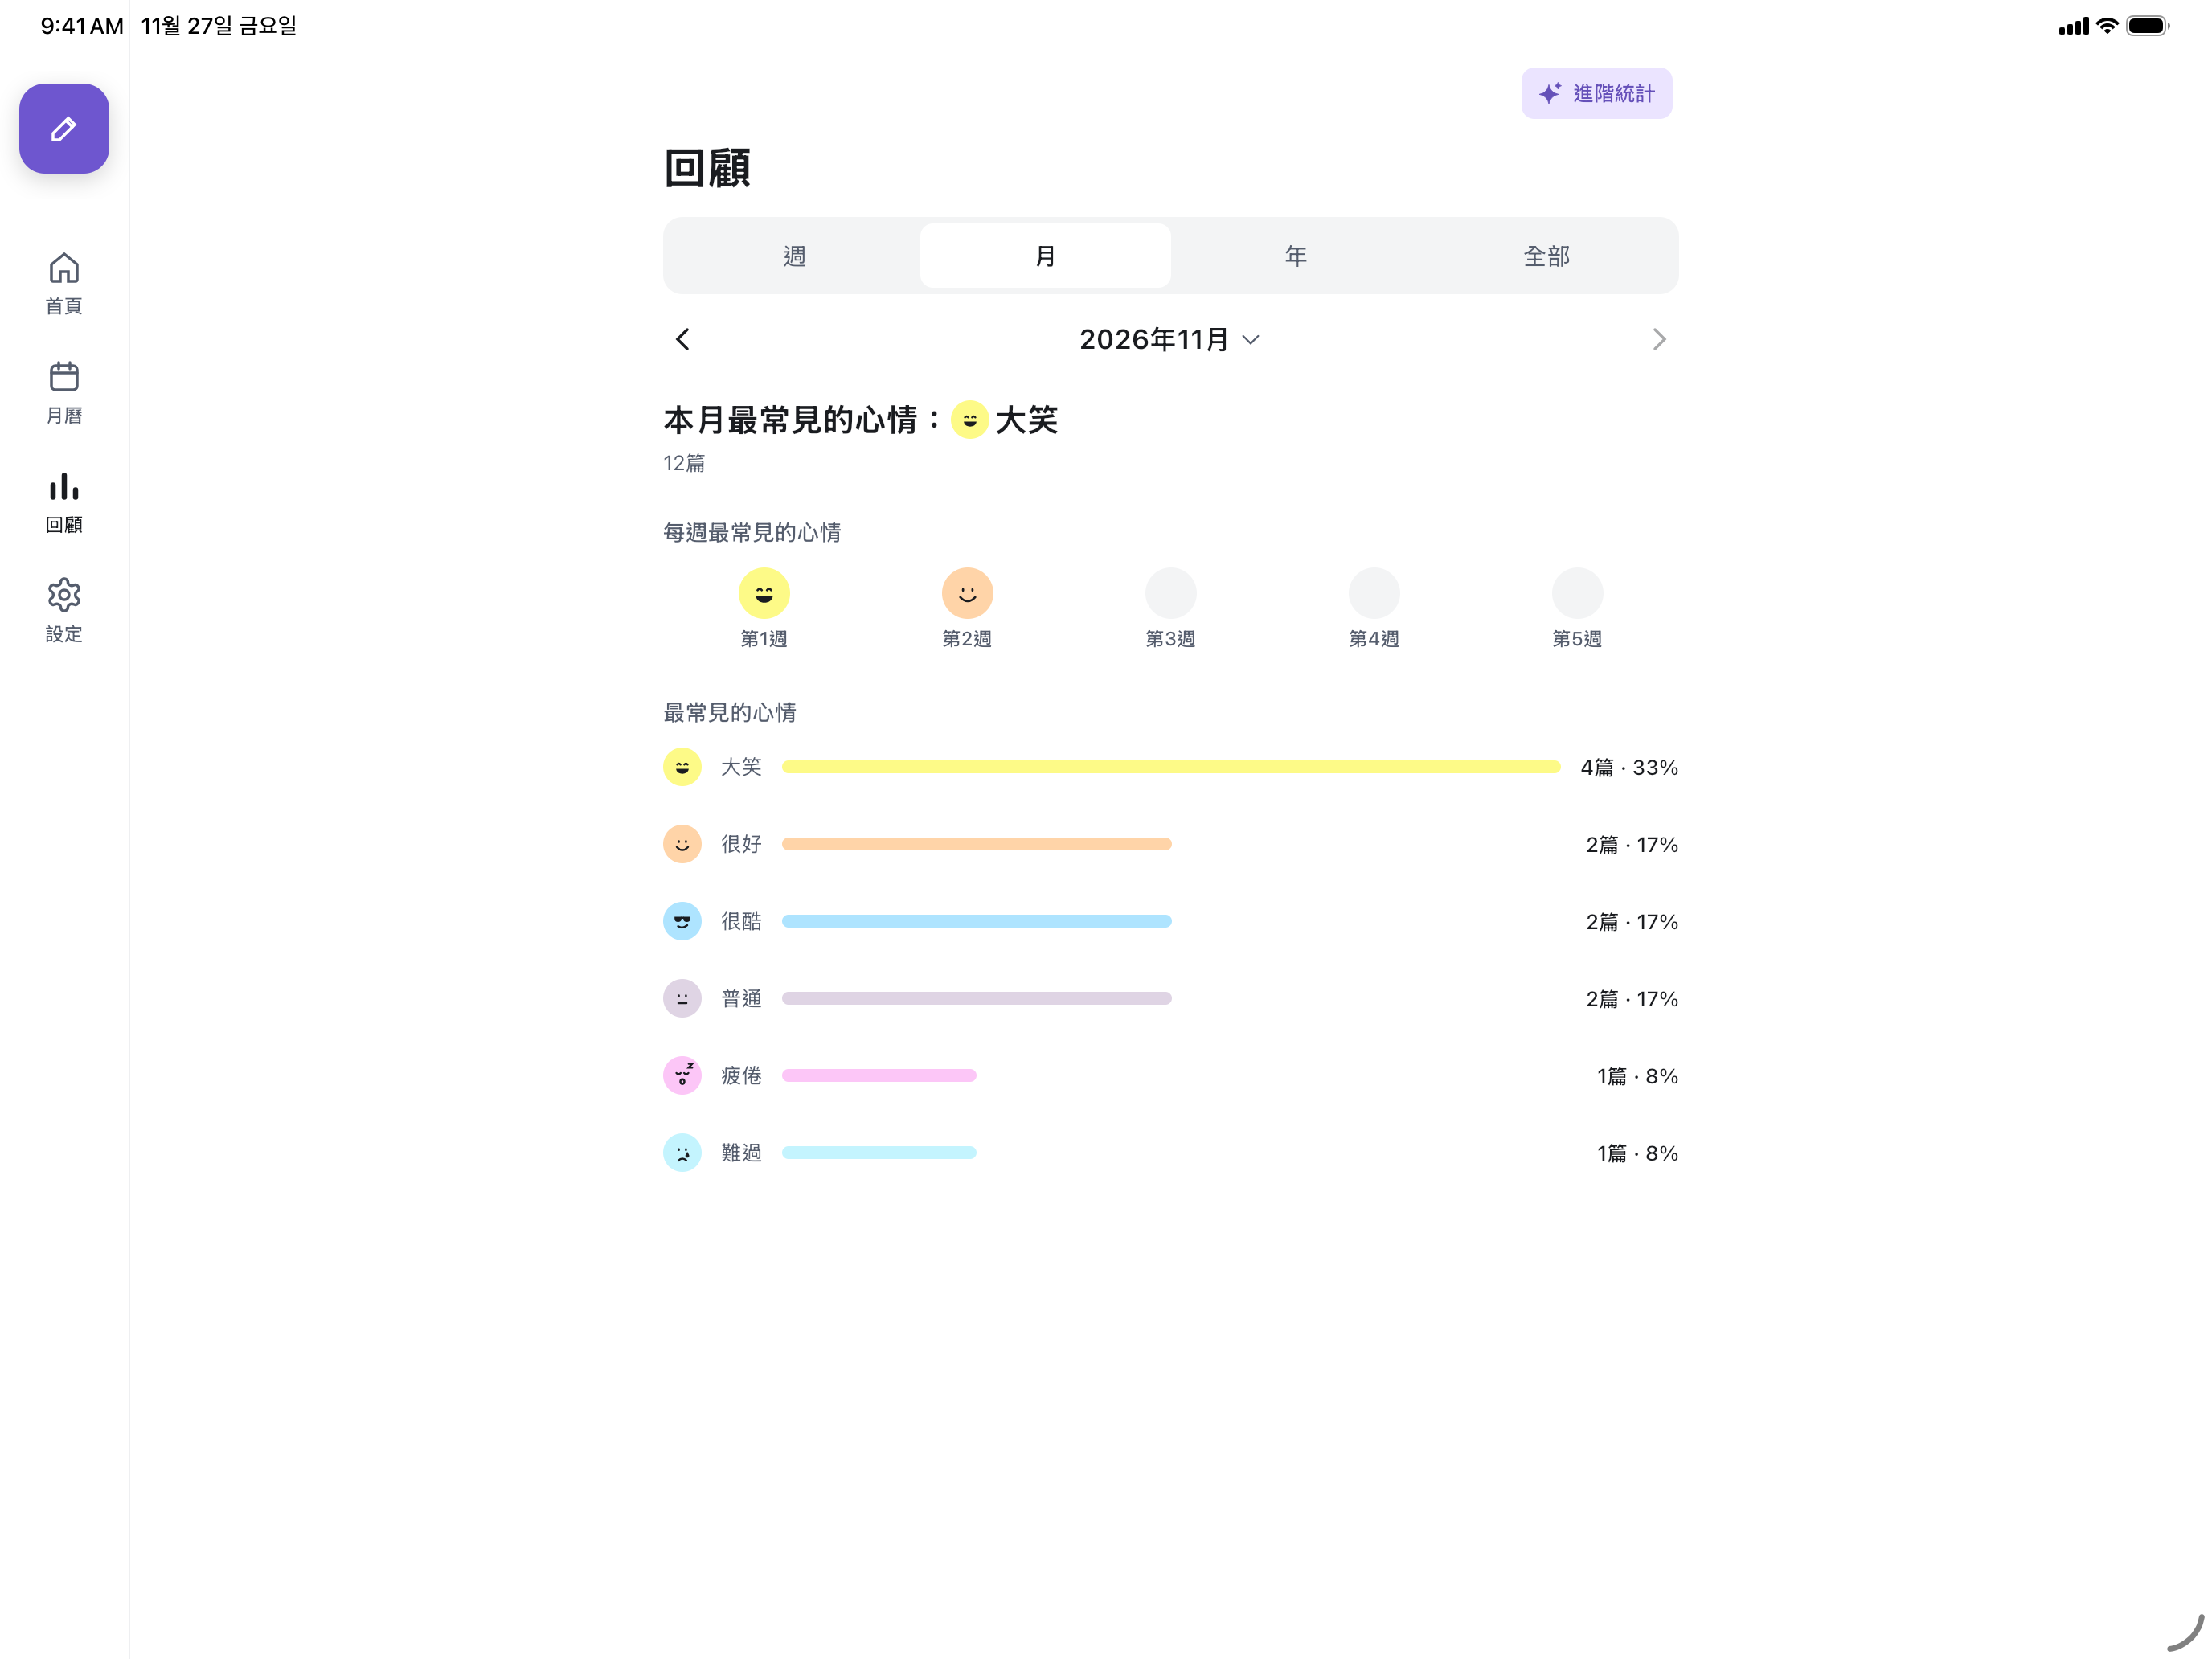 9:41 AM 11월 27일 금요일
首頁
月曆
回顧
設定
進階統計
回顧
週 月 年 全部
2026年11月
本月最常見的心情：大笑
12篇
每週最常見的心情
第1週 第2週 第3週 第4週 第5週
最常見的心情
大笑 4篇 · 33%
很好 2篇 · 17%
很酷 2篇 · 17%
普通 2篇 · 17%
疲倦 1篇 · 8%
難過 1篇 · 8%